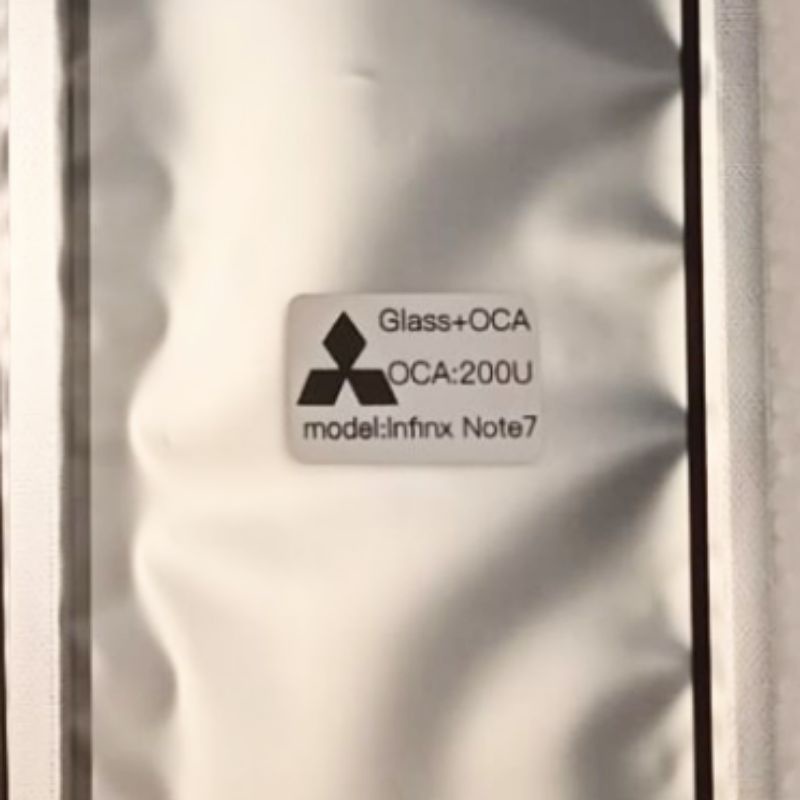 Glass+OCA
OCA:200U
model:Infinx Note7